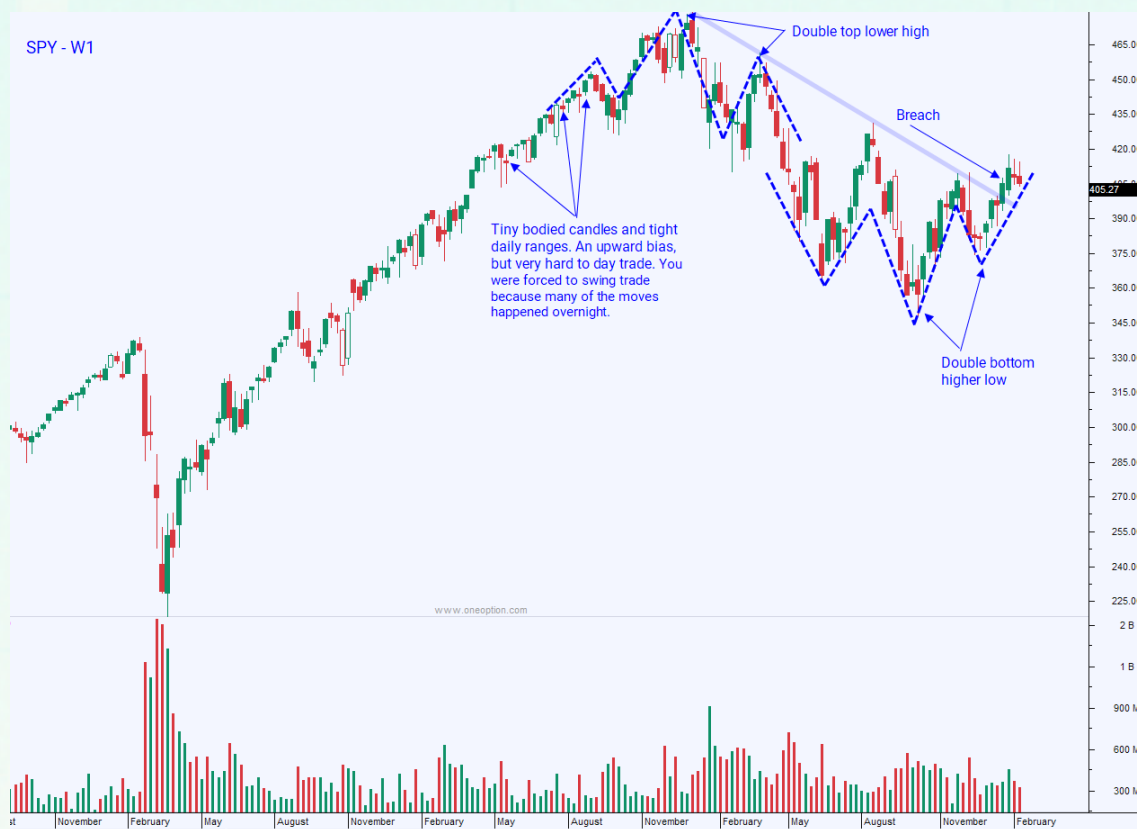 SPY - W1
Double top lower high
Breach
Tiny bodied candles and tight
daily ranges. An upward bias,
but very hard to day trade. You
were forced to swing trade
because many of the moves
happened overnight.
Double bottom
higher low
www.oneoption.com
465.00
450.00
435.00
420.00
405.27
390.00
375.00
360.00
345.00
330.00
315.00
300.00
285.00
270.00
255.00
240.00
225.00
2 B
1 B
900 M
600 M
300 M
November February May August November February May August November February May August November February